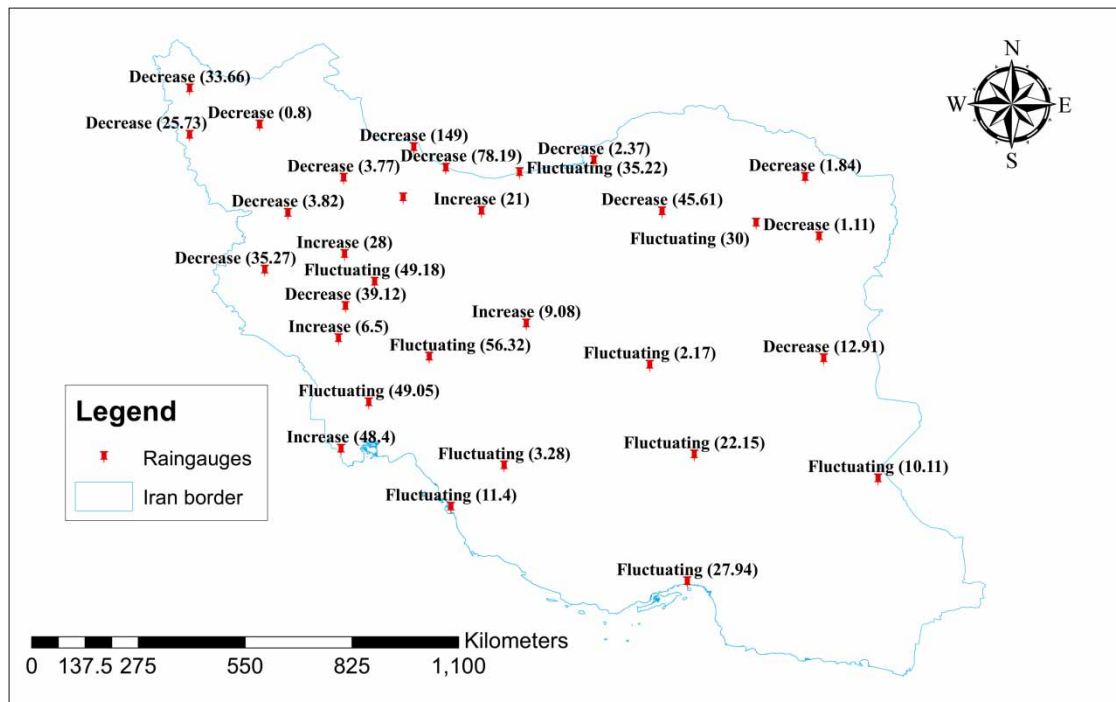 N
W E
S
Decrease (33.66)
Decrease (0.8)
Decrease (25.73)
Decrease (149)
Decrease (2.37)
Decrease (78.19)
Fluctuating (35.22)
Decrease (3.77)
Decrease (1.84)
Decrease (3.82)
Increase (21)
Decrease (45.61)
Decrease (1.11)
Fluctuating (30)
Increase (28)
Decrease (35.27)
Fluctuating (49.18)
Decrease (39.12)
Increase (9.08)
Increase (6.5)
Fluctuating (56.32)
Fluctuating (2.17)
Decrease (12.91)
Fluctuating (49.05)
Increase (48.4)
Fluctuating (3.28)
Fluctuating (22.15)
Fluctuating (10.11)
Fluctuating (11.4)
Fluctuating (27.94)
Legend
Raingauges
Iran border
Kilometers
0 137.5 275 550 825 1,100